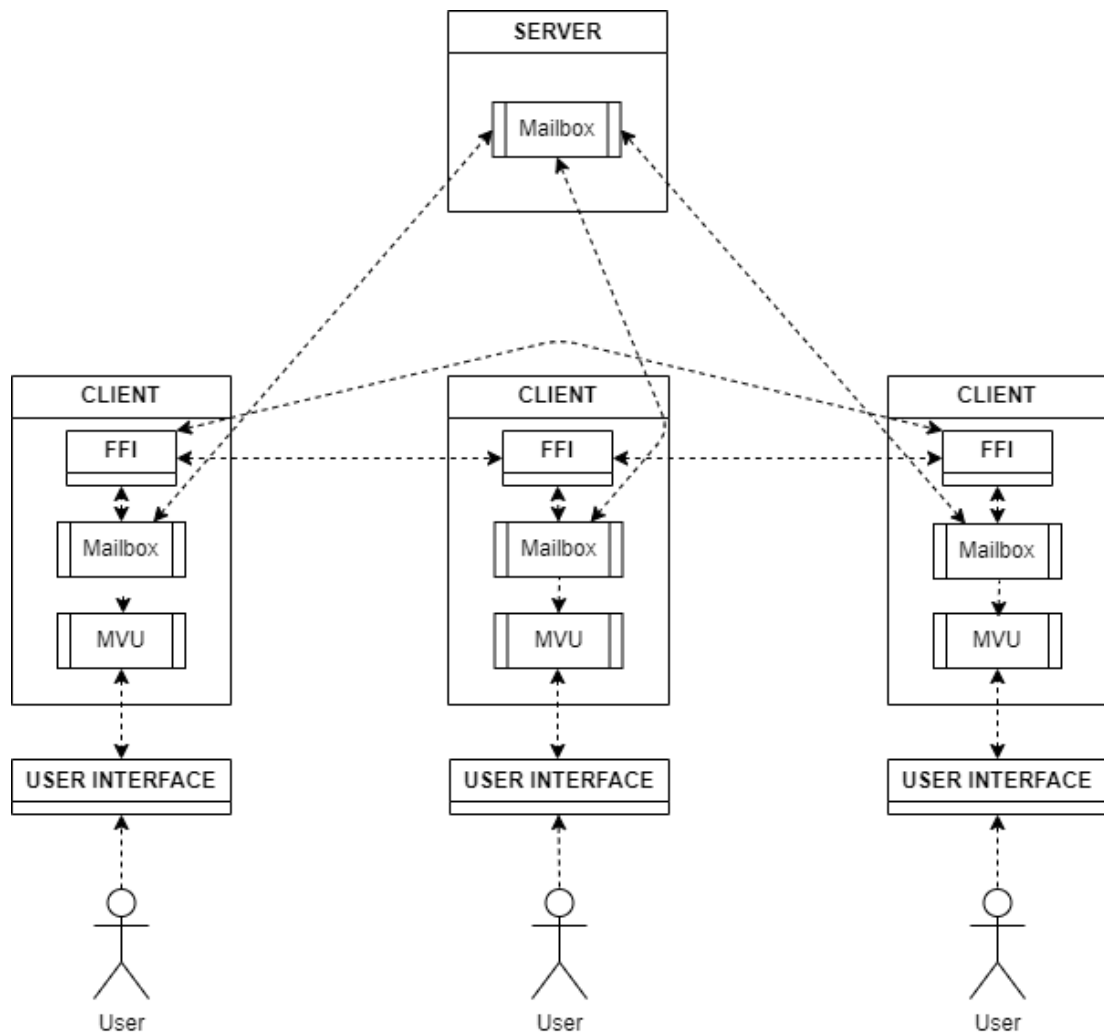 SERVER
Mailbox
CLIENT
CLIENT
CLIENT
FFI
FFI
FFI
Mailbox
Mailbox
Mailbox
MVU
MVU
MVU
USER INTERFACE
USER INTERFACE
USER INTERFACE
User
User
User